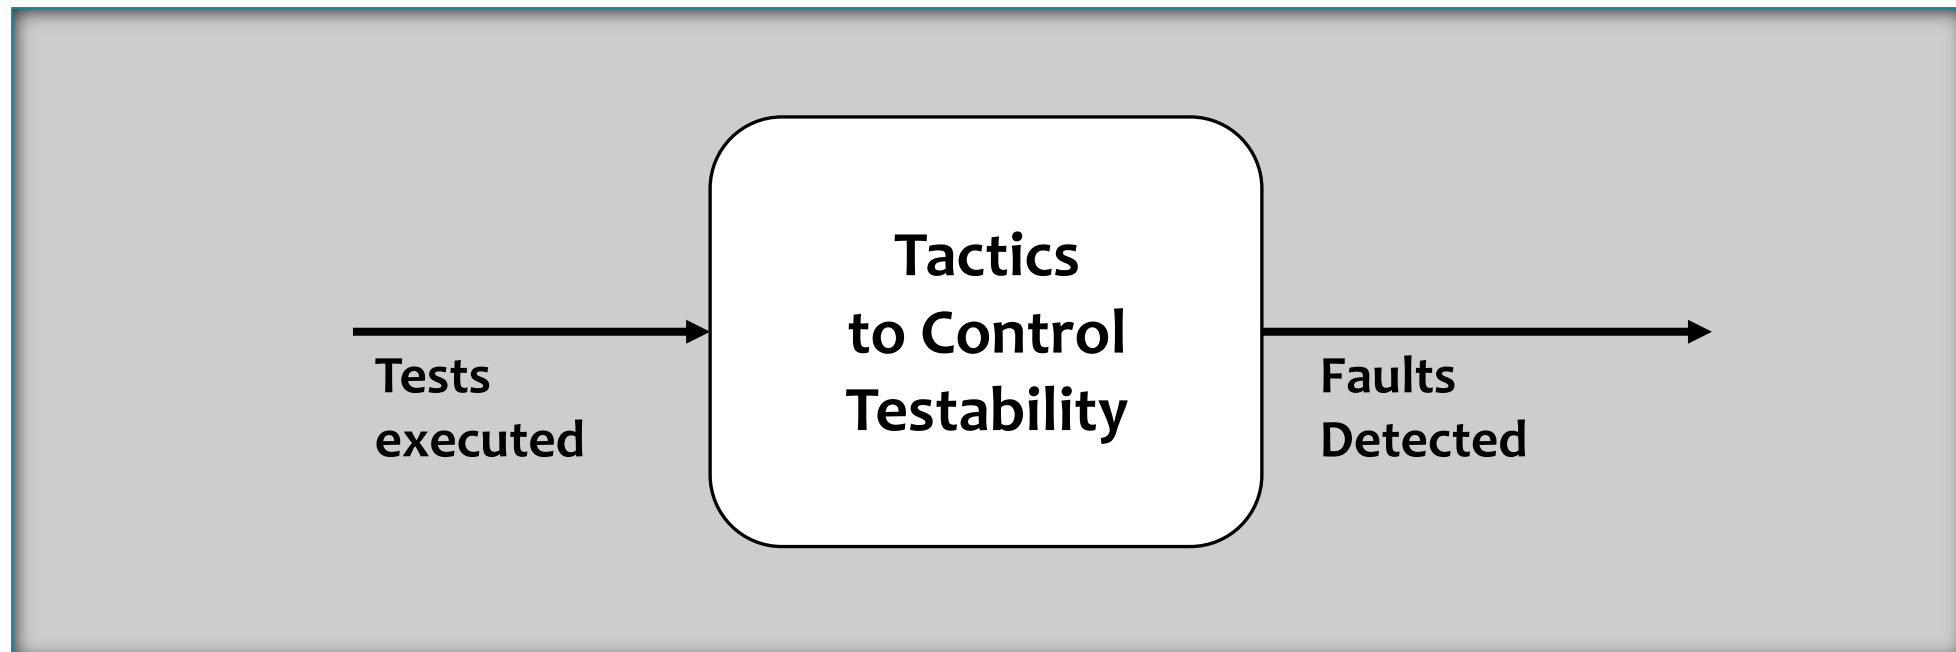 Tactics
to Control
Testability
Tests
executed
Faults
Detected